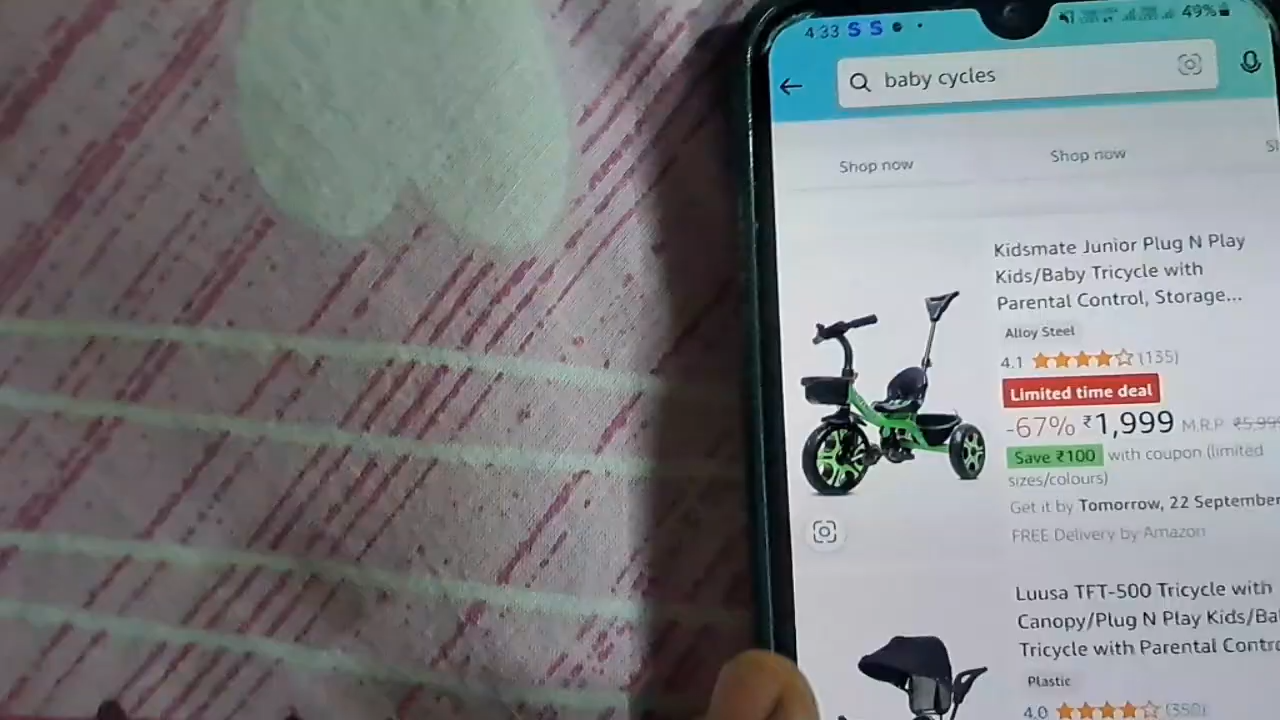 4:33 S S
49%
baby cycles
Shop now
Shop now
Kidsmate Junior Plug N Play
Kids/Baby Tricycle with
Parental Control, Storage...
Alloy Steel
4.1 (135)
Limited time deal
-67% ₹1,999 M.R.P ₹5,999
Save ₹100 with coupon (limited
sizes/colours)
Get it by Tomorrow, 22 September
FREE Delivery by Amazon
Luusa TFT-500 Tricycle with
Canopy/Plug N Play Kids/Ba
Tricycle with Parental Contro
Plastic
4.0 (350)